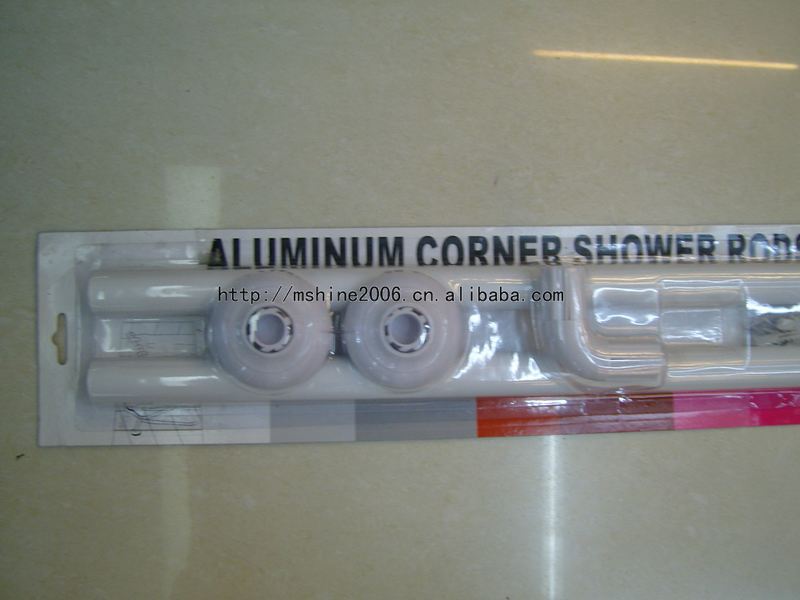 ALUMINUM CORNER SHOWER RODS
http://mshine2006.cn.alibaba.com